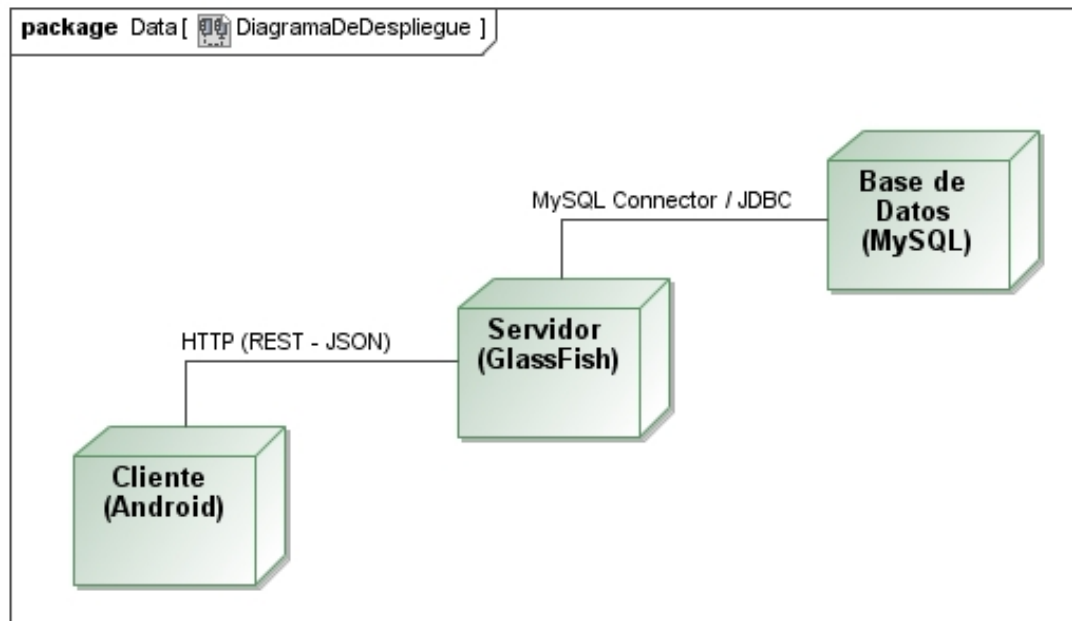 package Data [ DiagramaDeDespliegue ]
MySQL Connector / JDBC
Base de
Datos
(MySQL)
HTTP (REST - JSON)
Servidor
(GlassFish)
Cliente
(Android)